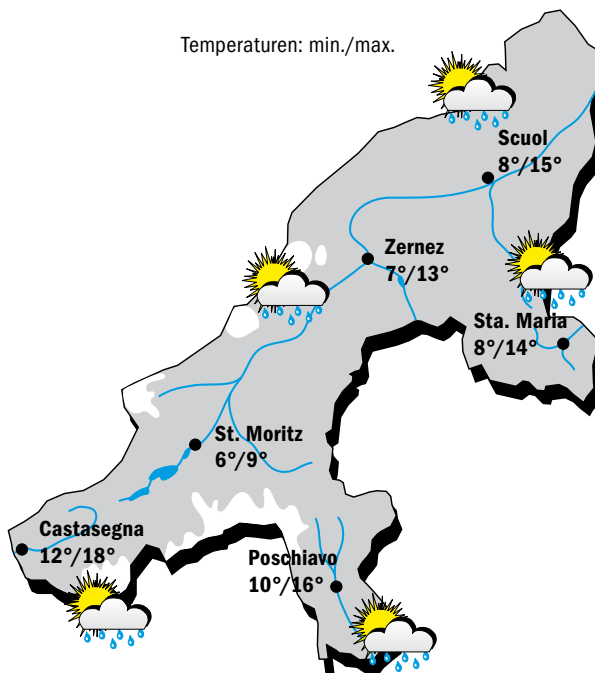 Temperaturen: min./max.
Scuol
8°/15°
Zernez
7°/13°
Sta. Maria
8°/14°
St. Moritz
6°/9°
Castasegna
12°/18°
Poschiavo
10°/16°